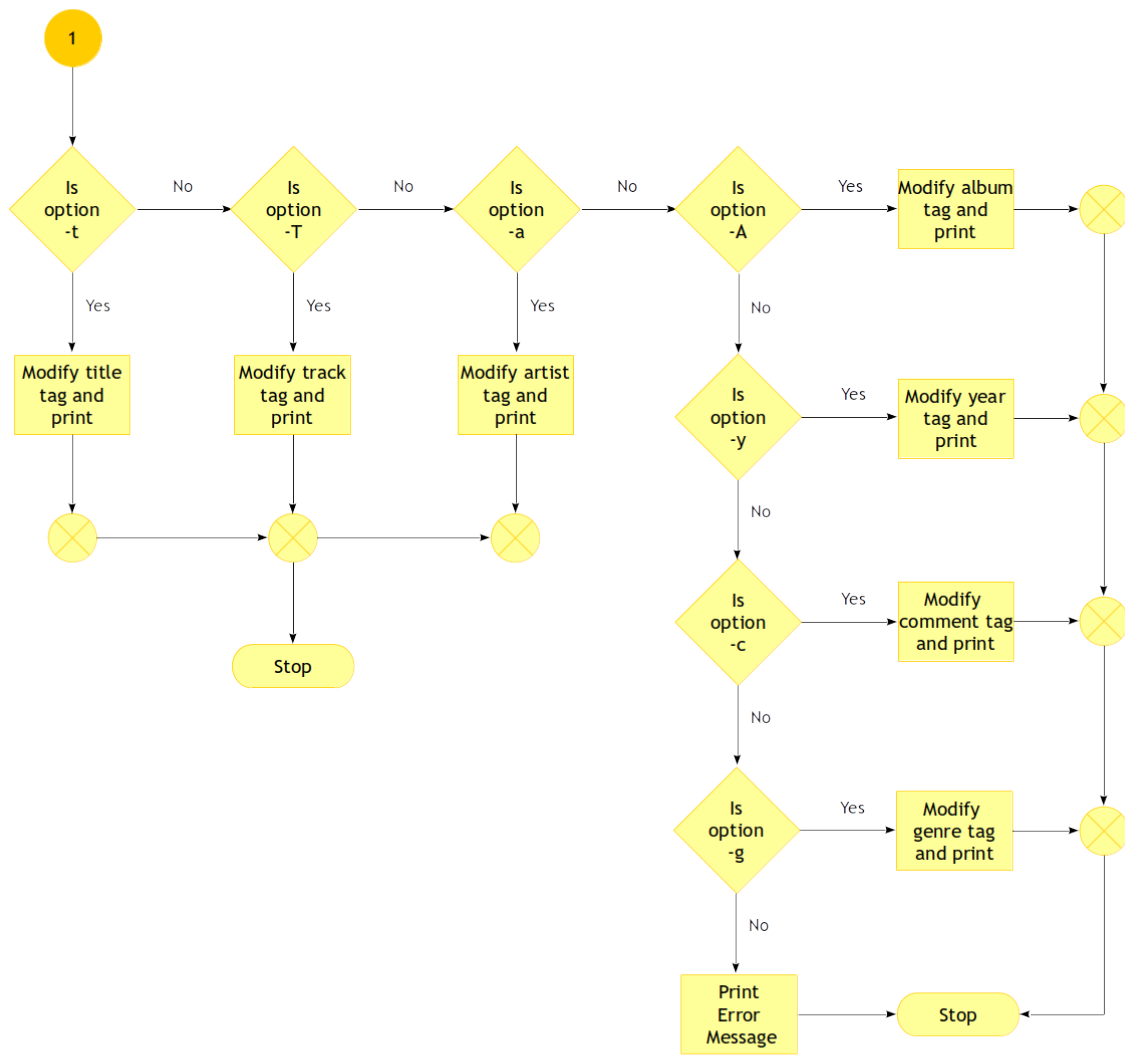 1
Is
option
-t
No
Is
option
-T
No
Is
option
-a
No
Is
option
-A
Yes
Modify album
tag and
print
Yes
Yes
Yes
No
Modify title
tag and
print
Modify track
tag and
print
Modify artist
tag and
print
Is
option
-y
Yes
Modify year
tag and
print
No
Is
option
-c
Yes
Modify
comment tag
and print
Stop
No
Is
option
-g
Yes
Modify
genre tag
and print
No
Print
Error
Message
Stop